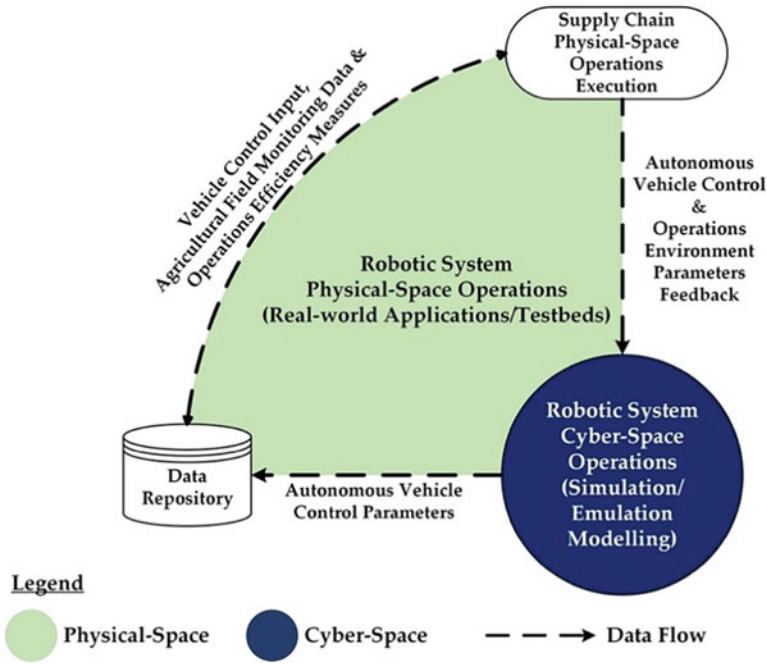 Supply Chain
Physical-Space
Operations
Execution
Vehicle Control Input,
Agricultural Field Monitoring Data &
Operations Efficiency Measures
Autonomous
Vehicle Control
&
Operations
Environment
Parameters
Feedback
Robotic System
Physical-Space Operations
(Real-world Applications/Testbeds)
Robotic System
Cyber-Space
Operations
(Simulation/
Emulation
Modelling)
Data
Repository
Autonomous Vehicle
Control Parameters
Legend
Physical-Space
Cyber-Space
Data Flow